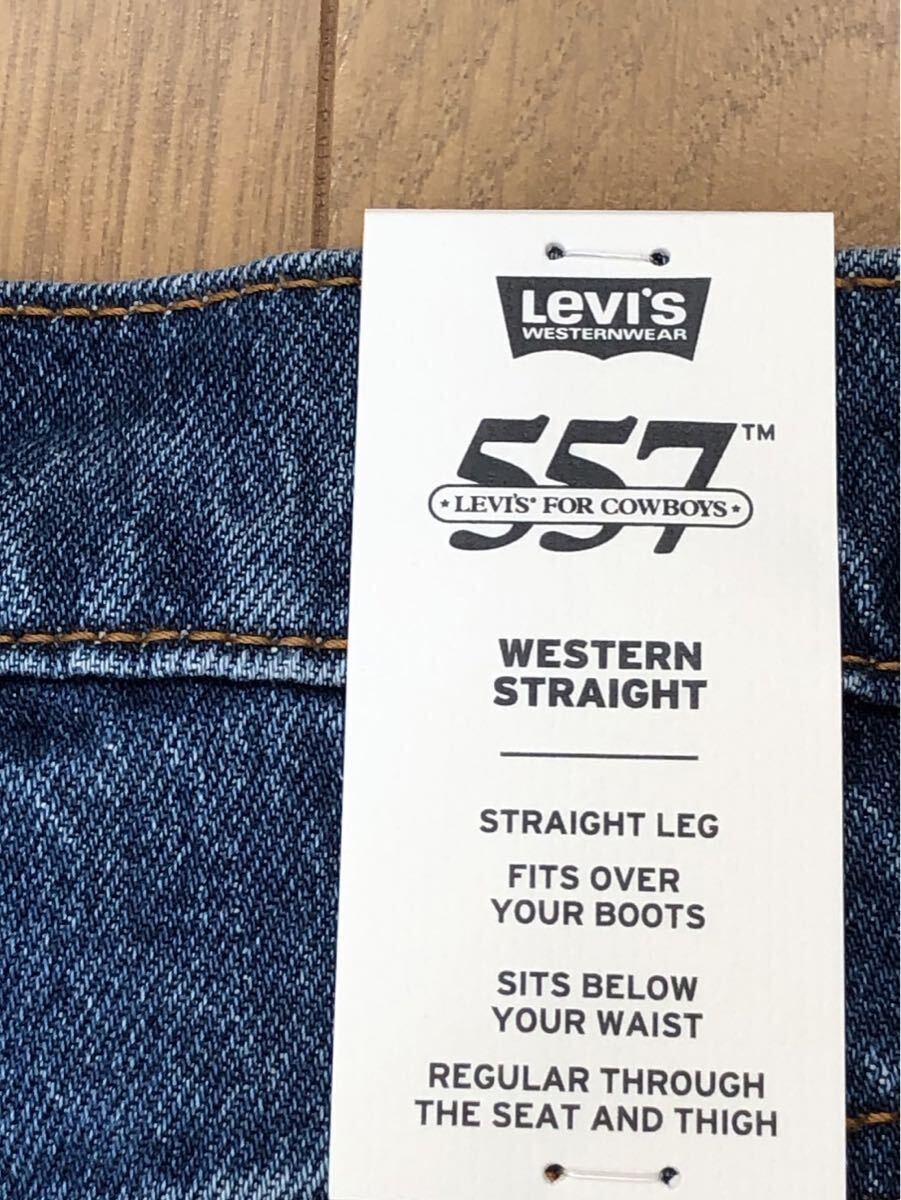 LEVI'S
WESTERNWEAR
557™
★ LEVI'S® FOR COWBOYS ★
WESTERN
STRAIGHT
STRAIGHT LEG
FITS OVER
YOUR BOOTS
SITS BELOW
YOUR WAIST
REGULAR THROUGH
THE SEAT AND THIGH